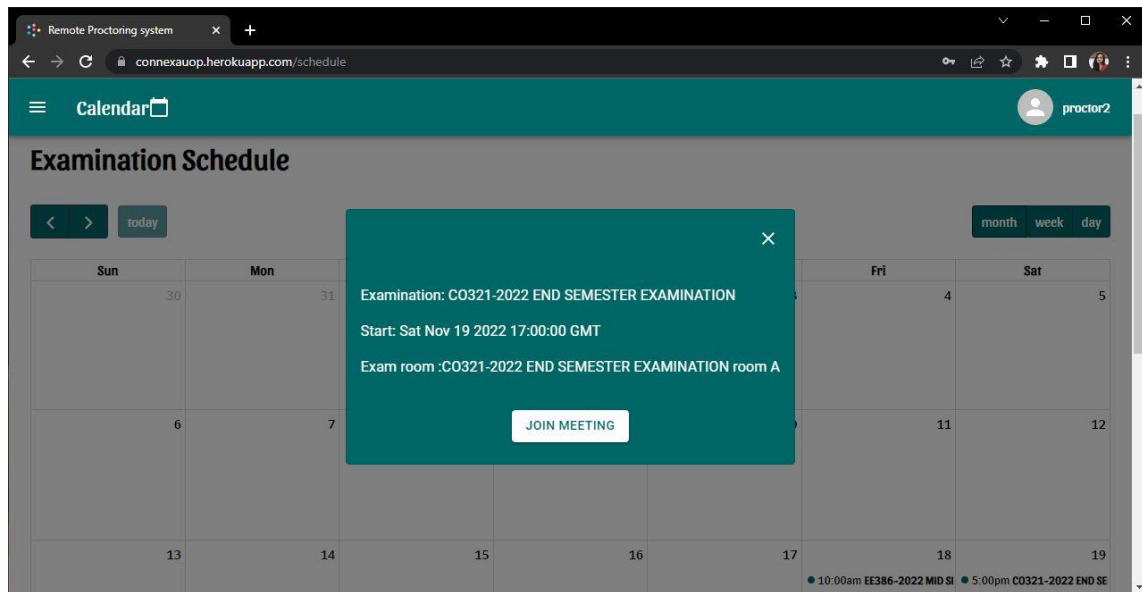 Remote Proctoring system
connexauop.herokuapp.com/schedule
Calendar
proctor2
Examination Schedule
today
month week day
Sun Mon Fri Sat
30 31 4 5
Examination: CO321-2022 END SEMESTER EXAMINATION
Start: Sat Nov 19 2022 17:00:00 GMT
Exam room :CO321-2022 END SEMESTER EXAMINATION room A
JOIN MEETING
6 7 11 12
13 14 15 16 17 18 19
10:00am EE386-2022 MID 5:00pm CO321-2022 END SE